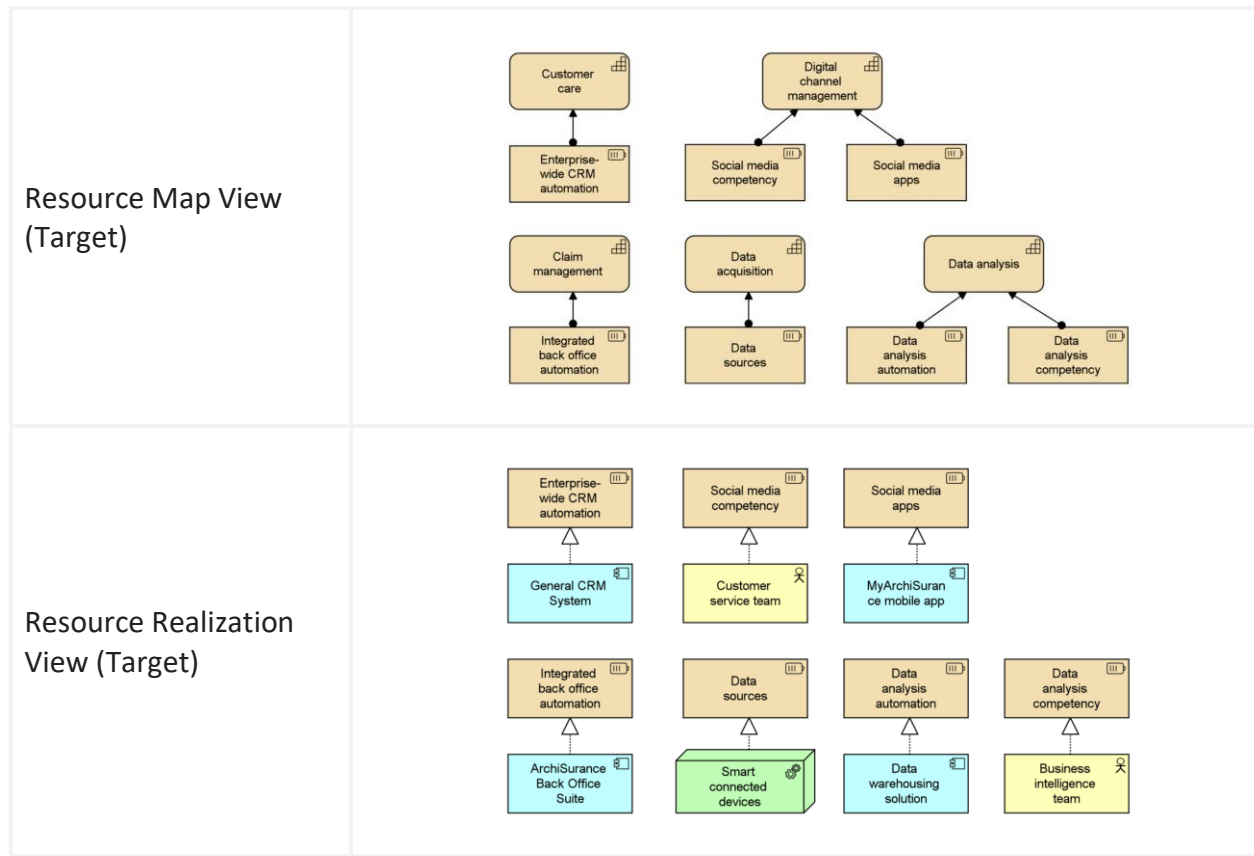 Resource Map View
(Target)
Customer
care
Digital
channel
management
Enterprise-
wide CRM
automation
Social media
competency
Social media
apps
Claim
management
Data
acquisition
Data analysis
Integrated
back office
automation
Data
sources
Data
analysis
automation
Data
analysis
competency
Resource Realization
View (Target)
Enterprise-
wide CRM
automation
Social media
competency
Social media
apps
General CRM
System
Customer
service team
MyArchiSuran
ce mobile app
Integrated
back office
automation
Data
sources
Data
analysis
automation
Data
analysis
competency
ArchiSurance
Back Office
Suite
Smart
connected
devices
Data
warehousing
solution
Business
intelligence
team